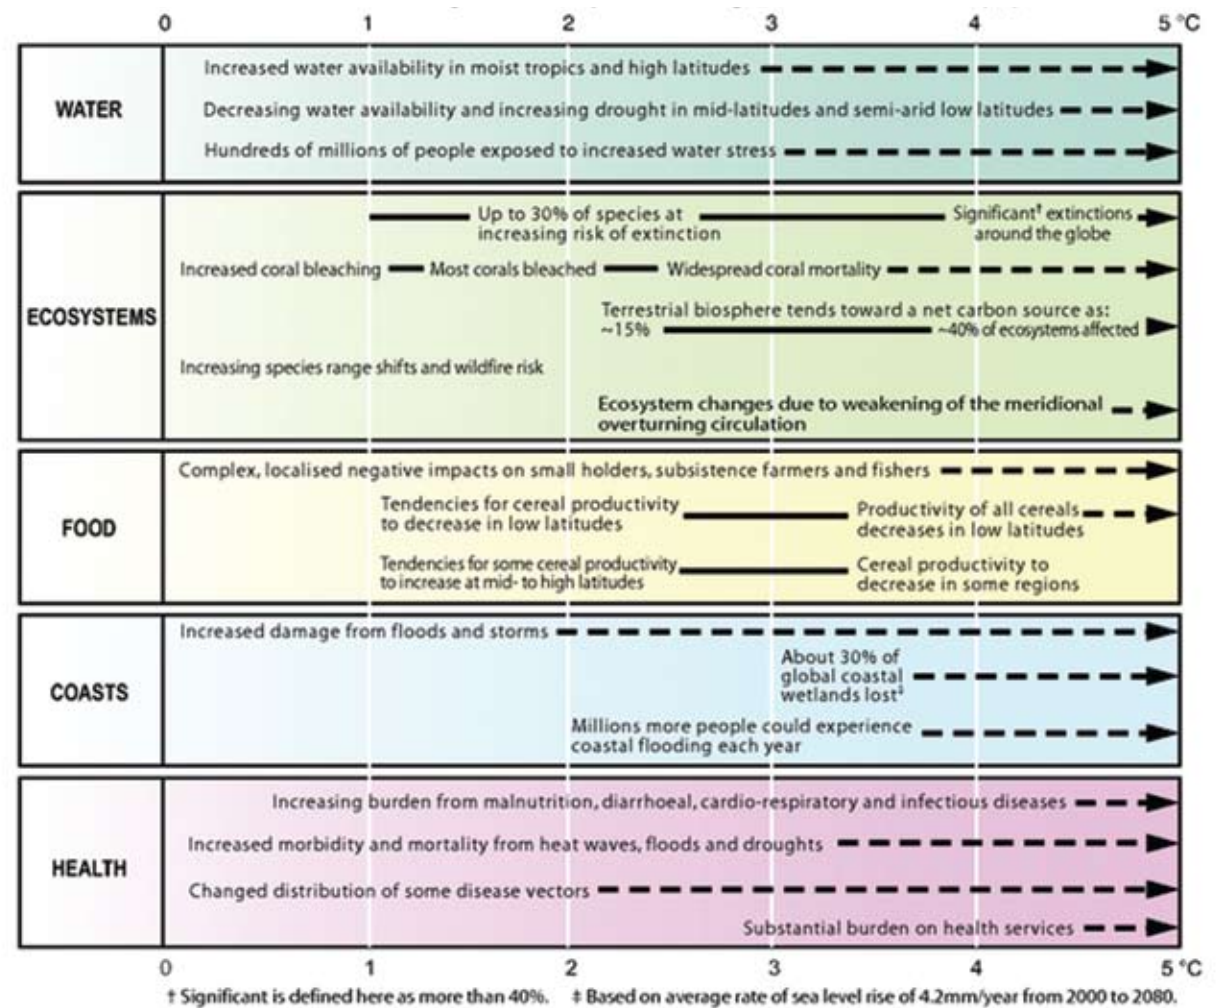 0 1 2 3 4 5 °C
WATER
Increased water availability in moist tropics and high latitudes
Decreasing water availability and increasing drought in mid-latitudes and semi-arid low latitudes
Hundreds of millions of people exposed to increased water stress
ECOSYSTEMS
Up to 30% of species at
increasing risk of extinction
Significant† extinctions
around the globe
Increased coral bleaching Most corals bleached Widespread coral mortality
Terrestrial biosphere tends toward a net carbon source as:
~15% ~40% of ecosystems affected
Increasing species range shifts and wildfire risk
Ecosystem changes due to weakening of the meridional
overturning circulation
FOOD
Complex, localised negative impacts on small holders, subsistence farmers and fishers
Tendencies for cereal productivity
to decrease in low latitudes
Productivity of all cereals
decreases in low latitudes
Tendencies for some cereal productivity
to increase at mid- to high latitudes
Cereal productivity to
decrease in some regions
COASTS
Increased damage from floods and storms
About 30% of
global coastal
wetlands lost‡
Millions more people could experience
coastal flooding each year
HEALTH
Increasing burden from malnutrition, diarrhoeal, cardio-respiratory and infectious diseases
Increased morbidity and mortality from heat waves, floods and droughts
Changed distribution of some disease vectors
Substantial burden on health services
0 1 2 3 4 5 °C
† Significant is defined here as more than 40%. ‡ Based on average rate of sea level rise of 4.2mm/year from 2000 to 2080.